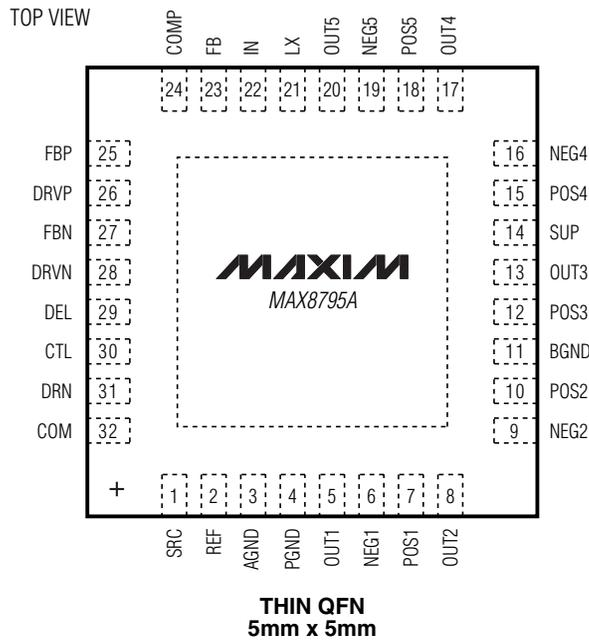 TOP VIEW
COMP
FB
IN
LX
OUT5
NEG5
POS5
OUT4
24
23
22
21
20
19
18
17
FBP 25
DRVP 26
FBN 27
DRVN 28
DEL 29
CTL 30
DRN 31
COM 32
16 NEG4
15 POS4
14 SUP
13 OUT3
12 POS3
11 BGND
10 POS2
9 NEG2
MAXIM
MAX8795A
+
1
2
3
4
5
6
7
8
SRC
REF
AGND
PGND
OUT1
NEG1
POS1
OUT2
THIN QFN
5mm x 5mm